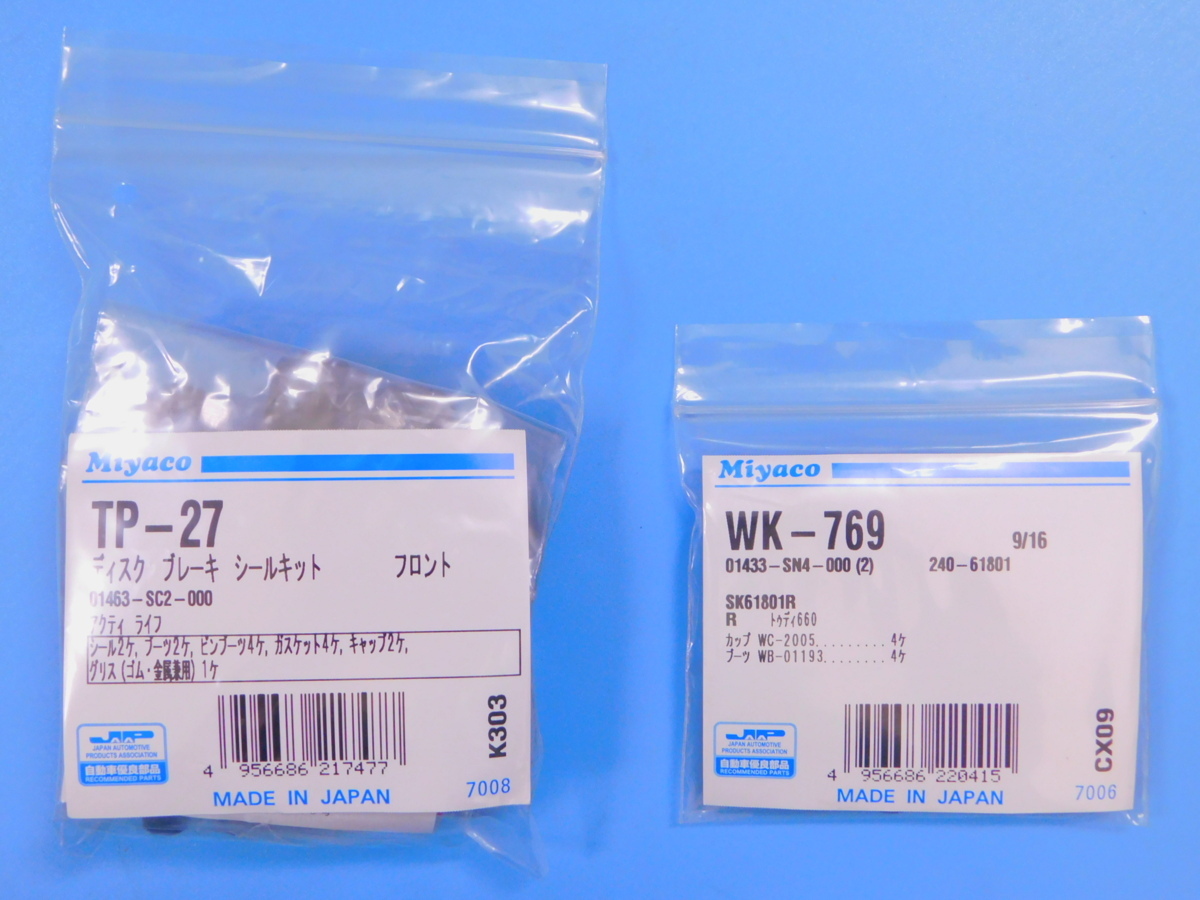 Miyaco
TP-27
ディスク ブレーキ シールキット フロント
01463-SC2-000
アクティ ライフ
シール2ケ, ブーツ2ケ, ピンブーツ4ケ, ガスケット4ケ, キャップ2ケ,
グリス (ゴム・金属兼用) 1ケ
K303
JAP
JAPAN AUTOMOTIVE
PRODUCTS ASSOCIATION
自動車優良部品
RECOMMENDED PARTS
4 956686 217477
MADE IN JAPAN
7008
Miyaco
WK-769 9/16
01433-SN4-000 (2) 240-61801
SK61801R
R トゥディ660
カップ WC-2005......... 4ケ
ブーツ WB-01193........ 4ケ
CX09
JAP
JAPAN AUTOMOTIVE
PRODUCTS ASSOCIATION
自動車優良部品
RECOMMENDED PARTS
4 956686 220415
MADE IN JAPAN
7006